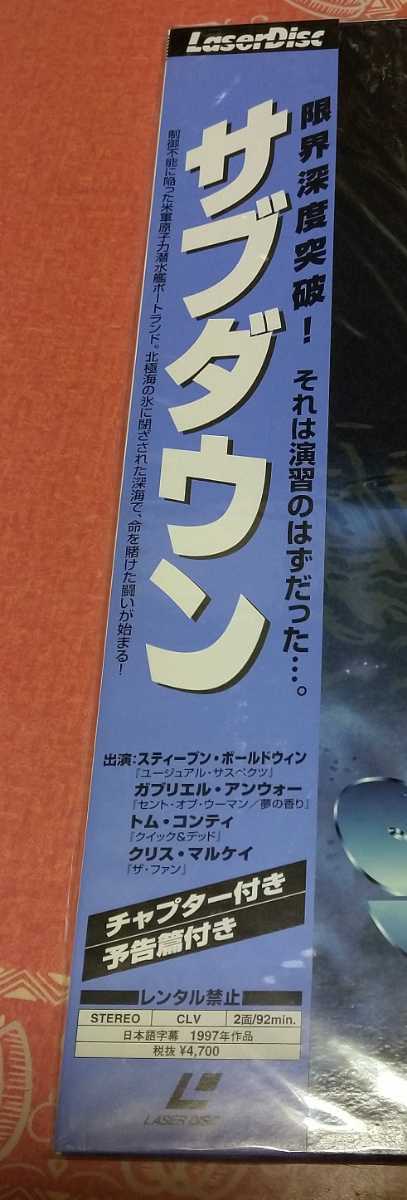 LaserDisc
限界深度突破! それは演習のはずだった…。
サブダウン
制御不能に陥った米軍原子力潜水艦ポートランド。北極海の氷に閉ざされた深海で、命を賭けた闘いが始まる!
出演:スティーブン・ボールドウィン
『ユージュアル・サスペクツ』
ガブリエル・アンウォー
『セント・オブ・ウーマン/夢の香り』
トム・コンティ
『クイック&デッド』
クリス・マルケイ
『ザ・ファン』
チャプター付き
予告篇付き
レンタル禁止
STEREO CLV 2面/92min.
日本語字幕 1997年作品
税抜 ¥4,700
LASER DISC